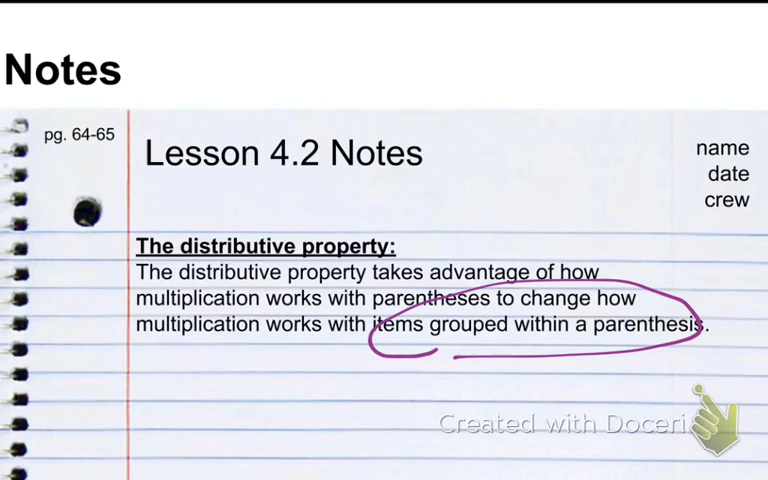 Notes
pg. 64-65
Lesson 4.2 Notes
name
date
crew
The distributive property:
The distributive property takes advantage of how
multiplication works with parentheses to change how
multiplication works with items grouped within a parenthesis.
Created with Doceri